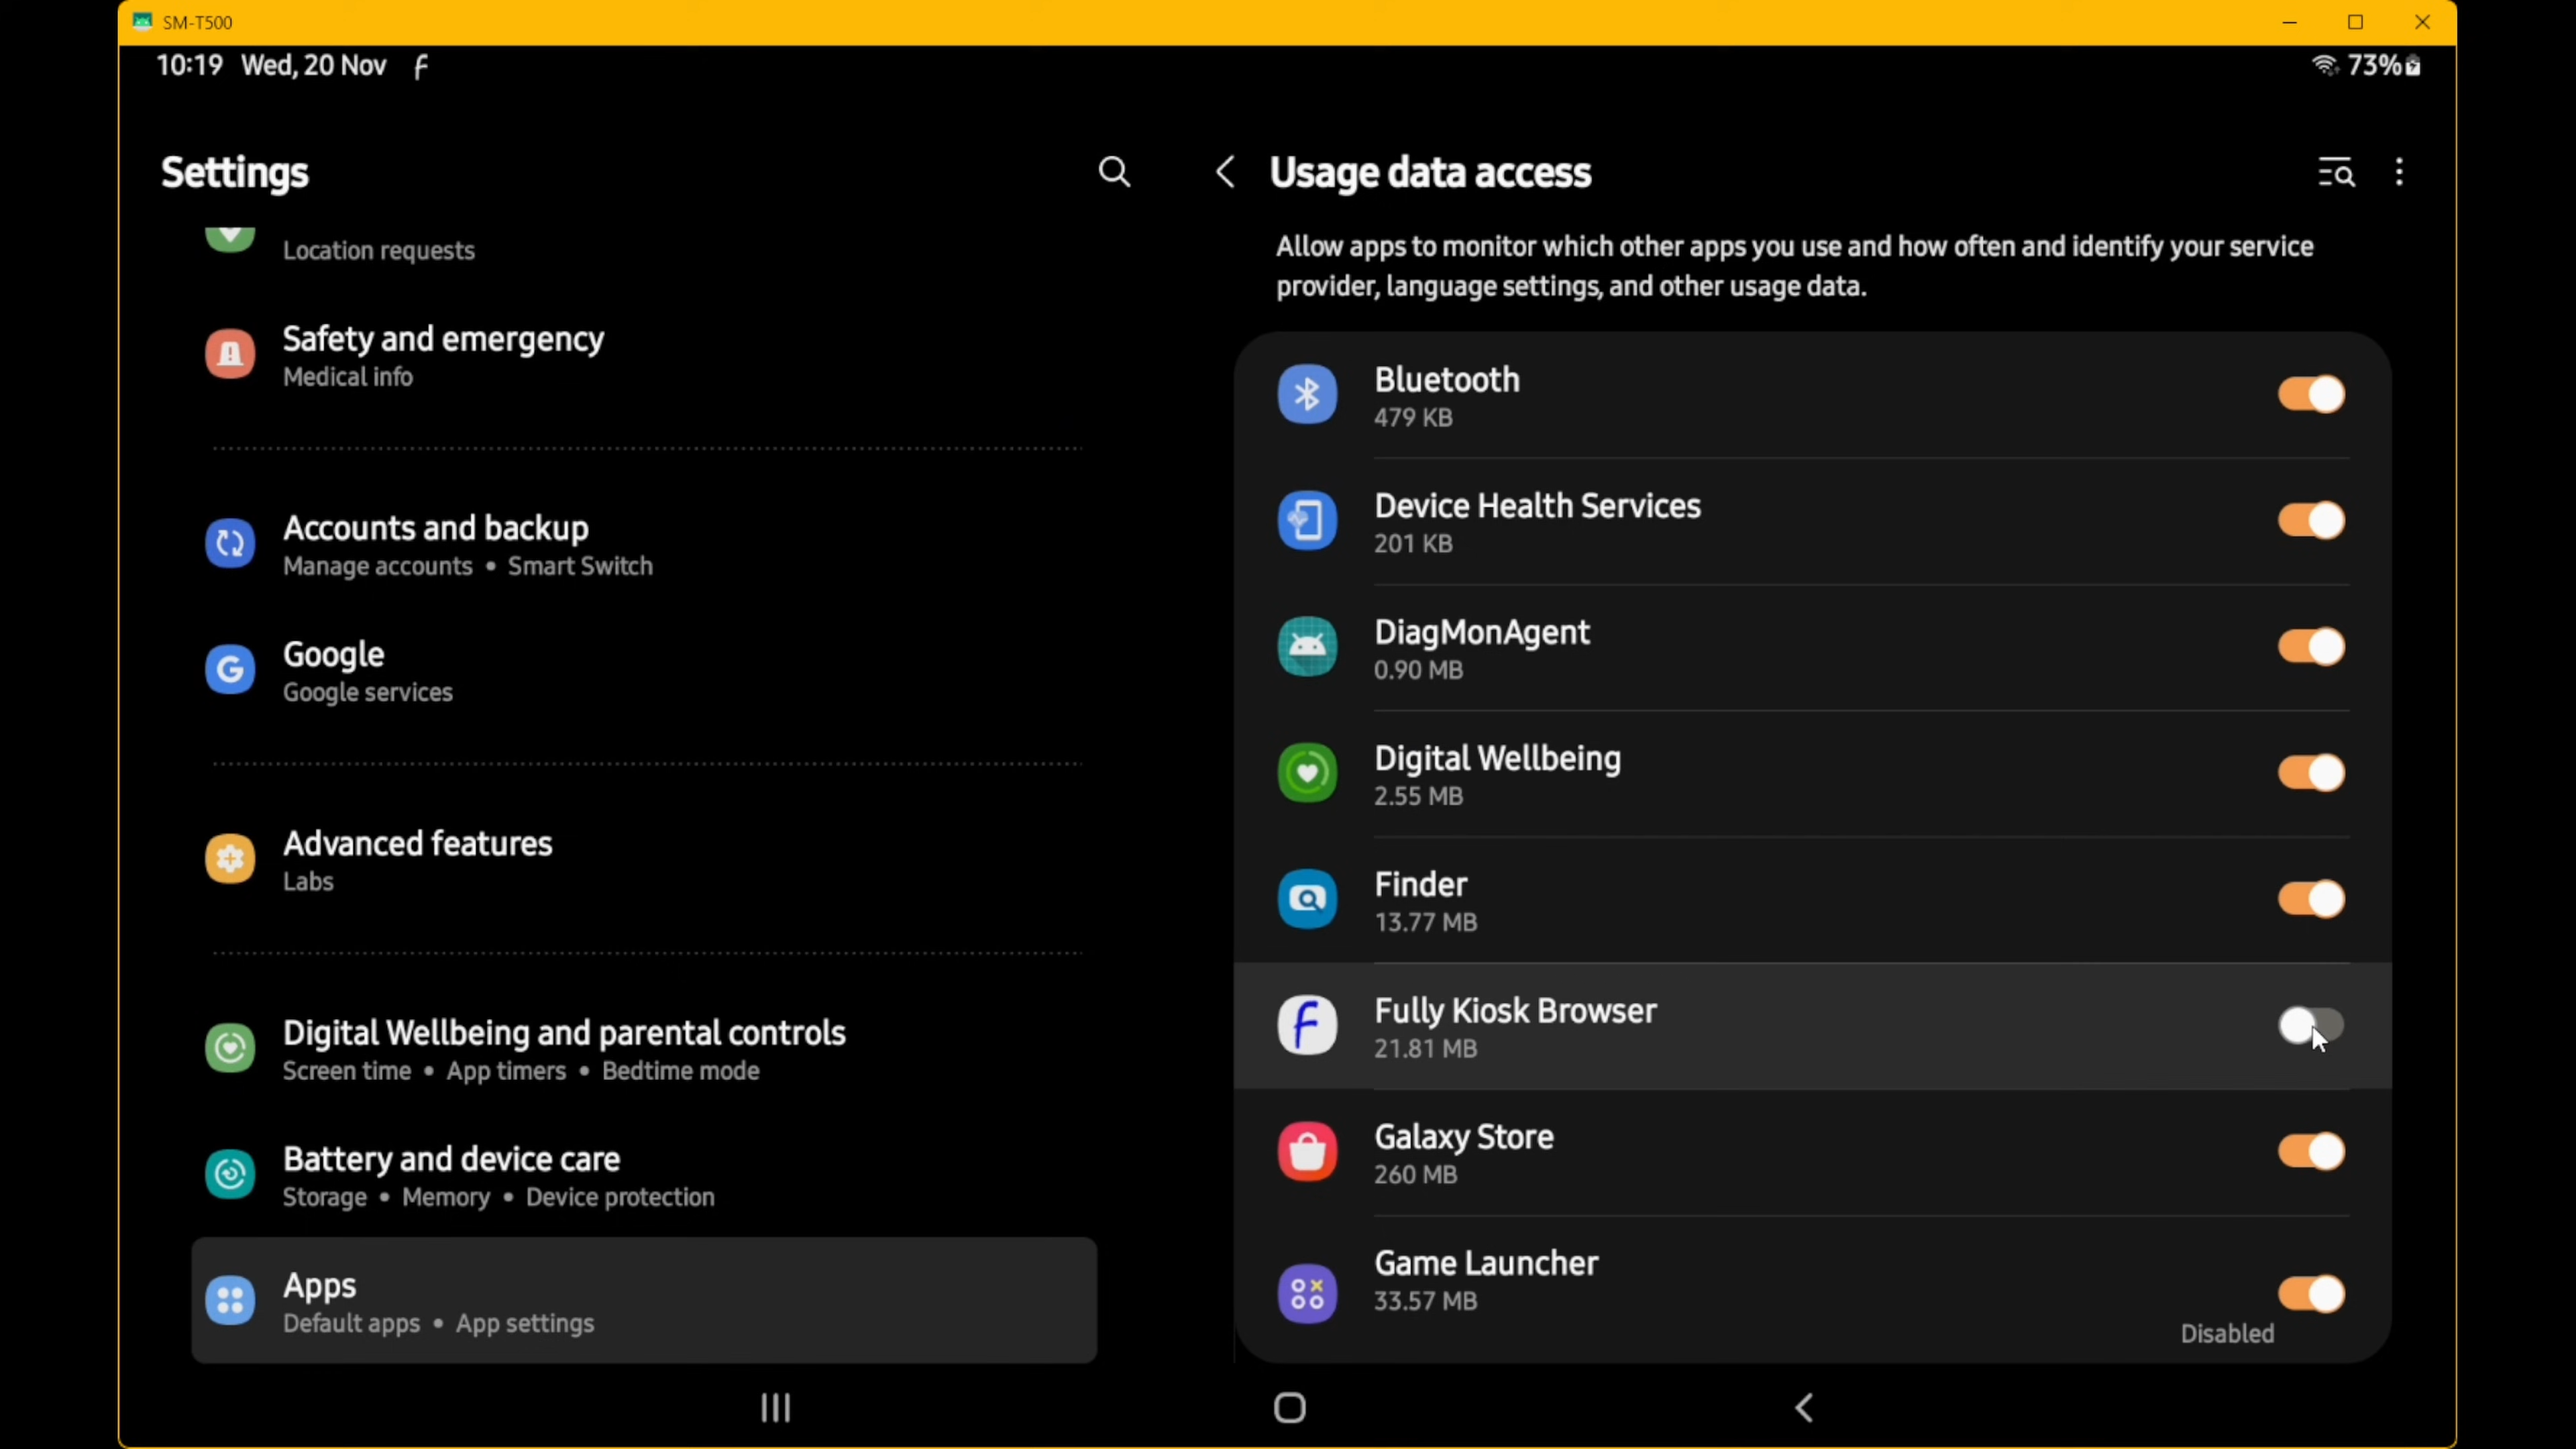 SM-T500
10:19 Wed, 20 Nov
73%
Settings
Location requests
Safety and emergency
Medical info
Accounts and backup
Manage accounts • Smart Switch
Google
Google services
Advanced features
Labs
Digital Wellbeing and parental controls
Screen time • App timers • Bedtime mode
Battery and device care
Storage • Memory • Device protection
Apps
Default apps • App settings
Usage data access
Allow apps to monitor which other apps you use and how often and identify your service
provider, language settings, and other usage data.
Bluetooth
479 KB
Device Health Services
201 KB
DiagMonAgent
0.90 MB
Digital Wellbeing
2.55 MB
Finder
13.77 MB
Fully Kiosk Browser
21.81 MB
Galaxy Store
260 MB
Game Launcher
33.57 MB
Disabled